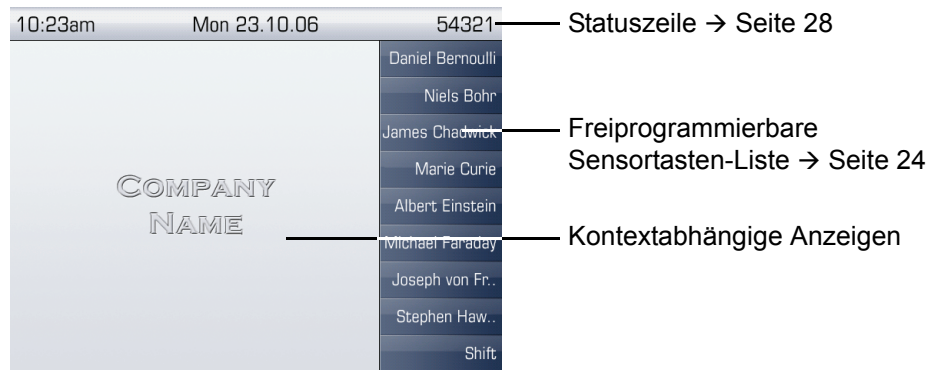 10:23am Mon 23.10.06 54321
Statuszeile → Seite 28
Daniel Bernoulli
Niels Bohr
James Chadwick
Marie Curie
Albert Einstein
Michael Faraday
Joseph von Fr..
Stephen Haw..
Shift
COMPANY
NAME
Freiprogrammierbare
Sensortasten-Liste → Seite 24
Kontextabhängige Anzeigen